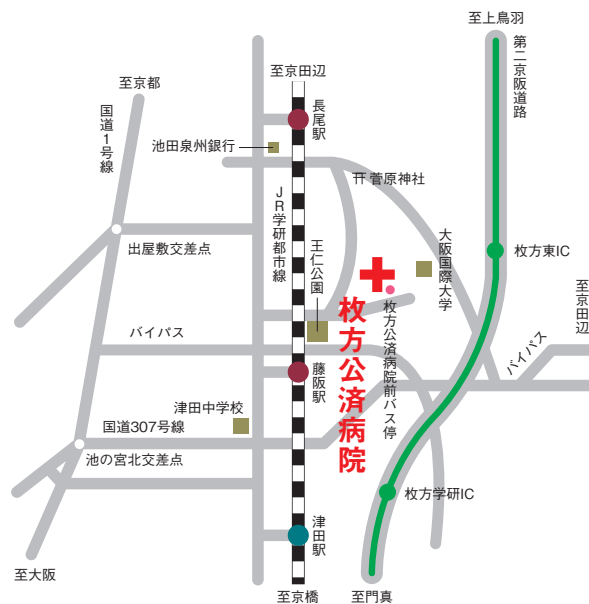 至上鳥羽
第二京阪道路
至京田辺
至京都
国道1号線
長尾駅
池田泉州銀行
菅原神社
JR学研都市線
王仁公園
大阪国際大学
出屋敷交差点
枚方東IC
至京田辺
枚方公済病院
枚方公済病院前バス停
バイパス
バイパス
藤阪駅
津田中学校
国道307号線
池の宮北交差点
枚方学研IC
津田駅
至大阪
至京橋
至門真